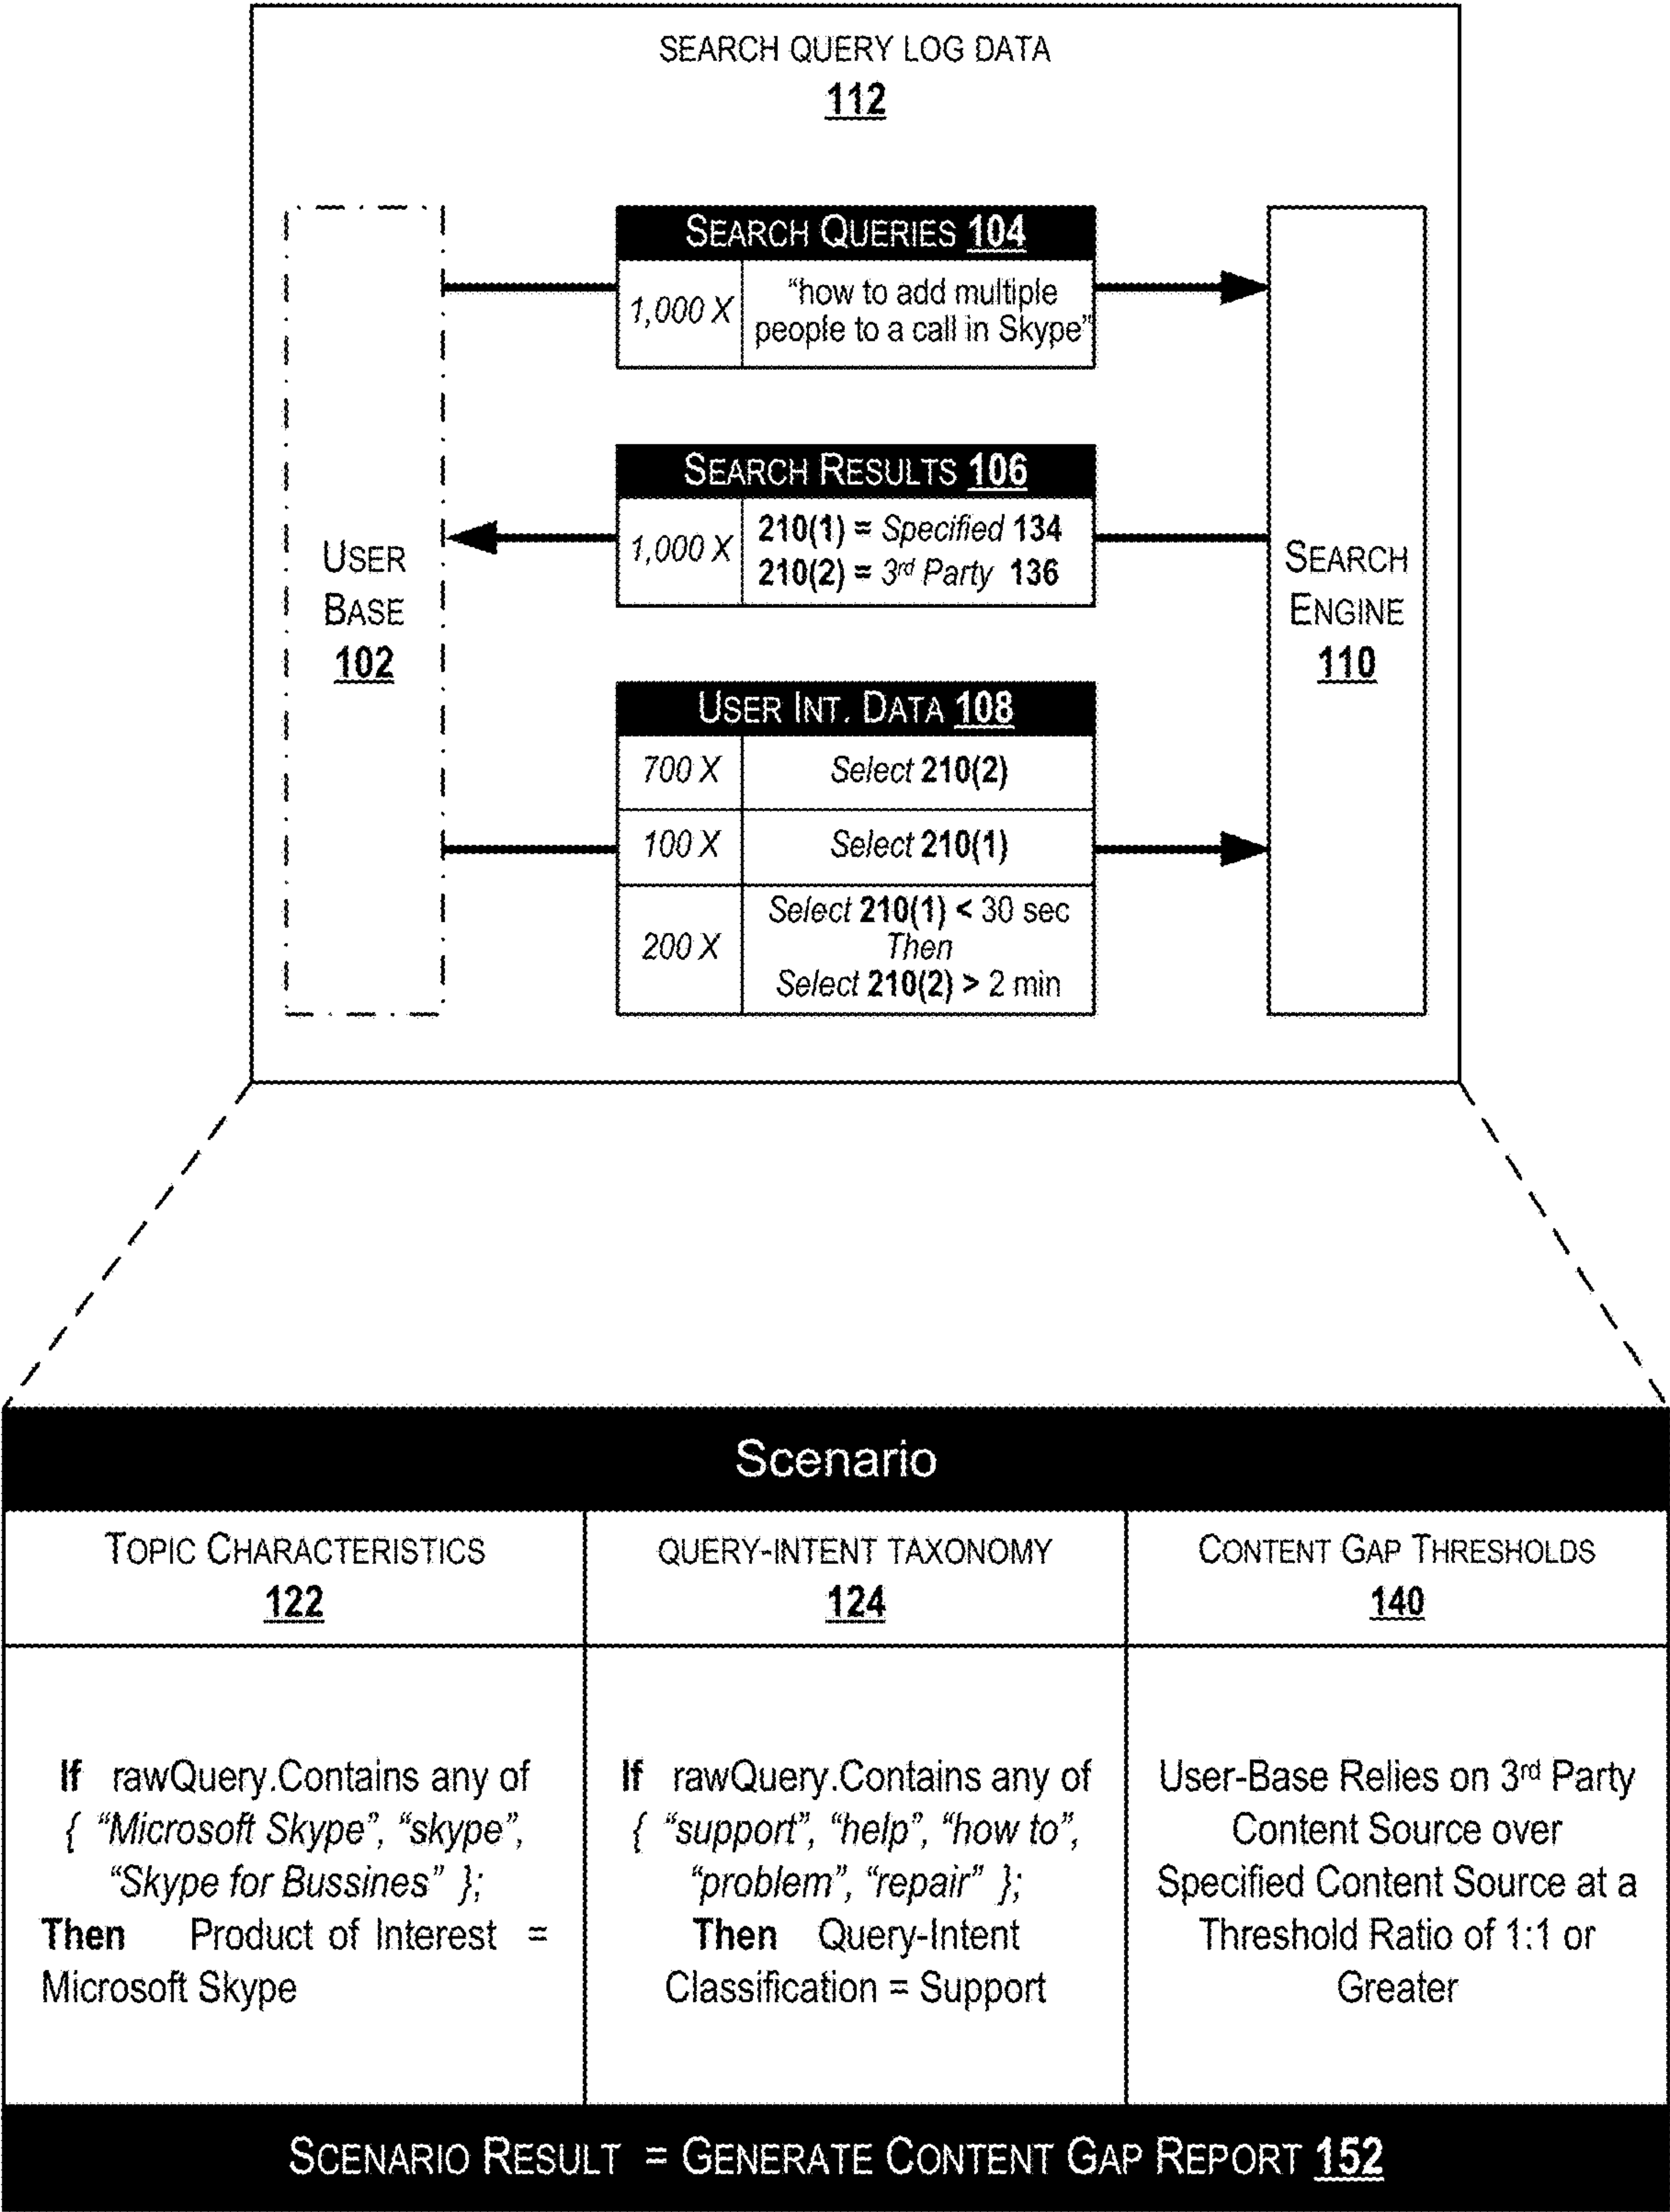 SEARCH QUERY LOG DATA
112
SEARCH QUERIES 104
1,000 X
“how to add multiple
people to a call in Skype”
SEARCH RESULTS 106
1,000 X
210(1) = Specified 134
210(2) = 3rd Party 136
USER
BASE
102
SEARCH
ENGINE
110
USER INT. DATA 108
700 X
Select 210(2)
100 X
Select 210(1)
200 X
Select 210(1) < 30 sec
Then
Select 210(2) > 2 min
Scenario
TOPIC CHARACTERISTICS
122
QUERY-INTENT TAXONOMY
124
CONTENT GAP THRESHOLDS
140
If rawQuery.Contains any of
{ “Microsoft Skype”, “skype”,
“Skype for Bussines” };
Then Product of Interest =
Microsoft Skype
If rawQuery.Contains any of
{ “support”, “help”, “how to”,
“problem”, “repair” };
Then Query-Intent
Classification = Support
User-Base Relies on 3rd Party
Content Source over
Specified Content Source at a
Threshold Ratio of 1:1 or
Greater
SCENARIO RESULT = GENERATE CONTENT GAP REPORT 152